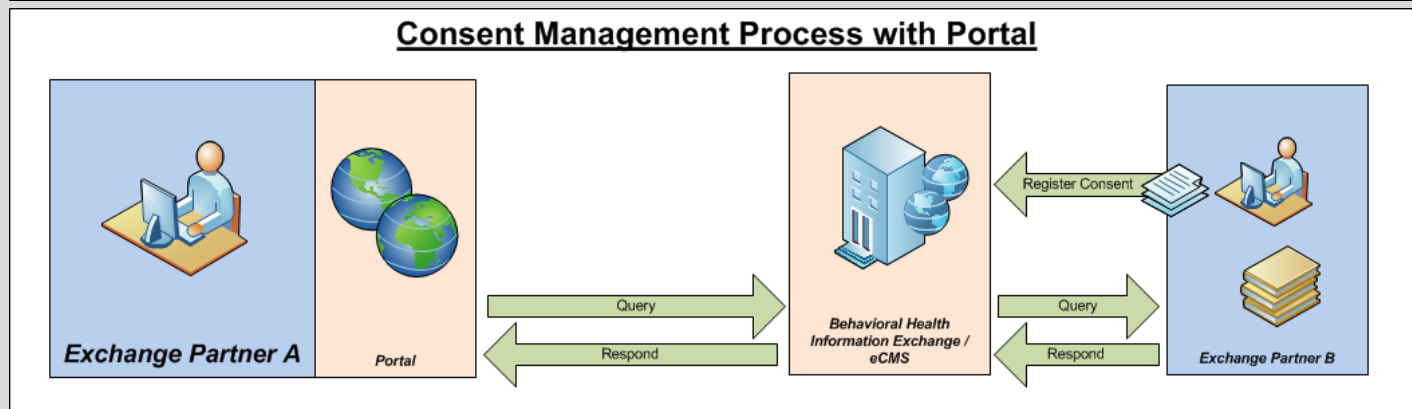 Consent Management Process with Portal
Register Consent
Query
Query
Behavioral Health
Information Exchange /
eCMS
Exchange Partner A
Portal
Respond
Respond
Exchange Partner B